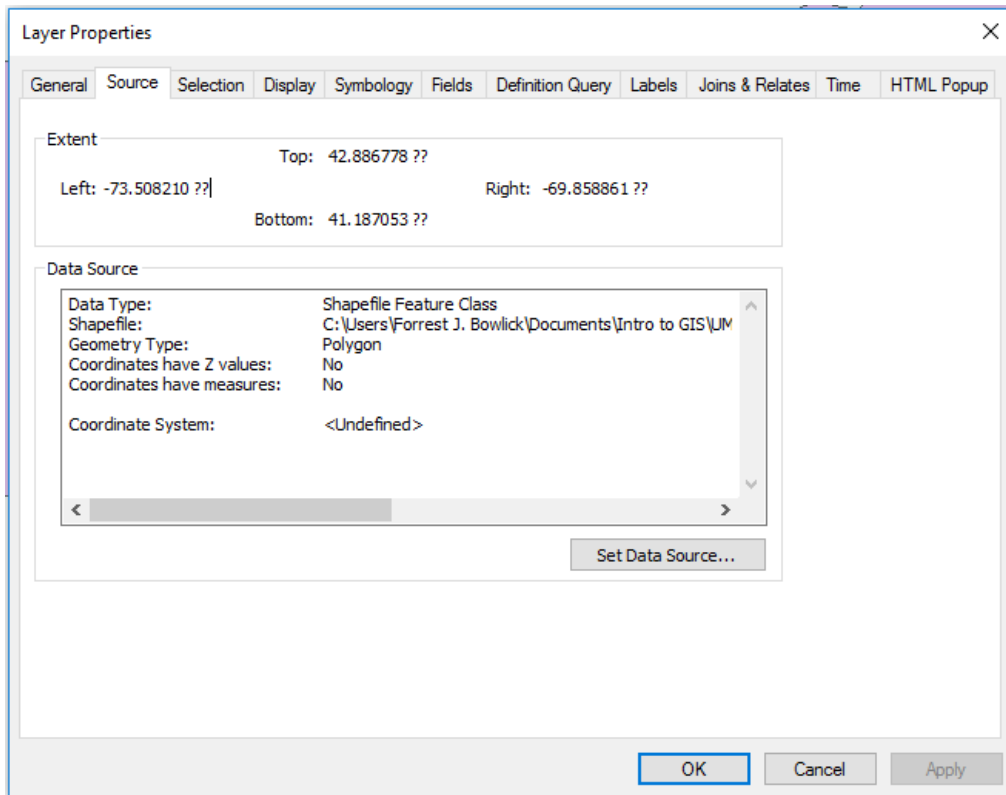 Layer Properties
General Source Selection Display Symbology Fields Definition Query Labels Joins & Relates Time HTML Popup
Extent
Top: 42.886778 ??
Left: -73.508210 ?? Right: -69.858861 ??
Bottom: 41.187053 ??
Data Source
Data Type: Shapefile Feature Class
Shapefile: C:\Users\Forrest J. Bowlick\Documents\Intro to GIS\UM
Geometry Type: Polygon
Coordinates have Z values: No
Coordinates have measures: No
Coordinate System: <Undefined>
Set Data Source...
OK Cancel Apply